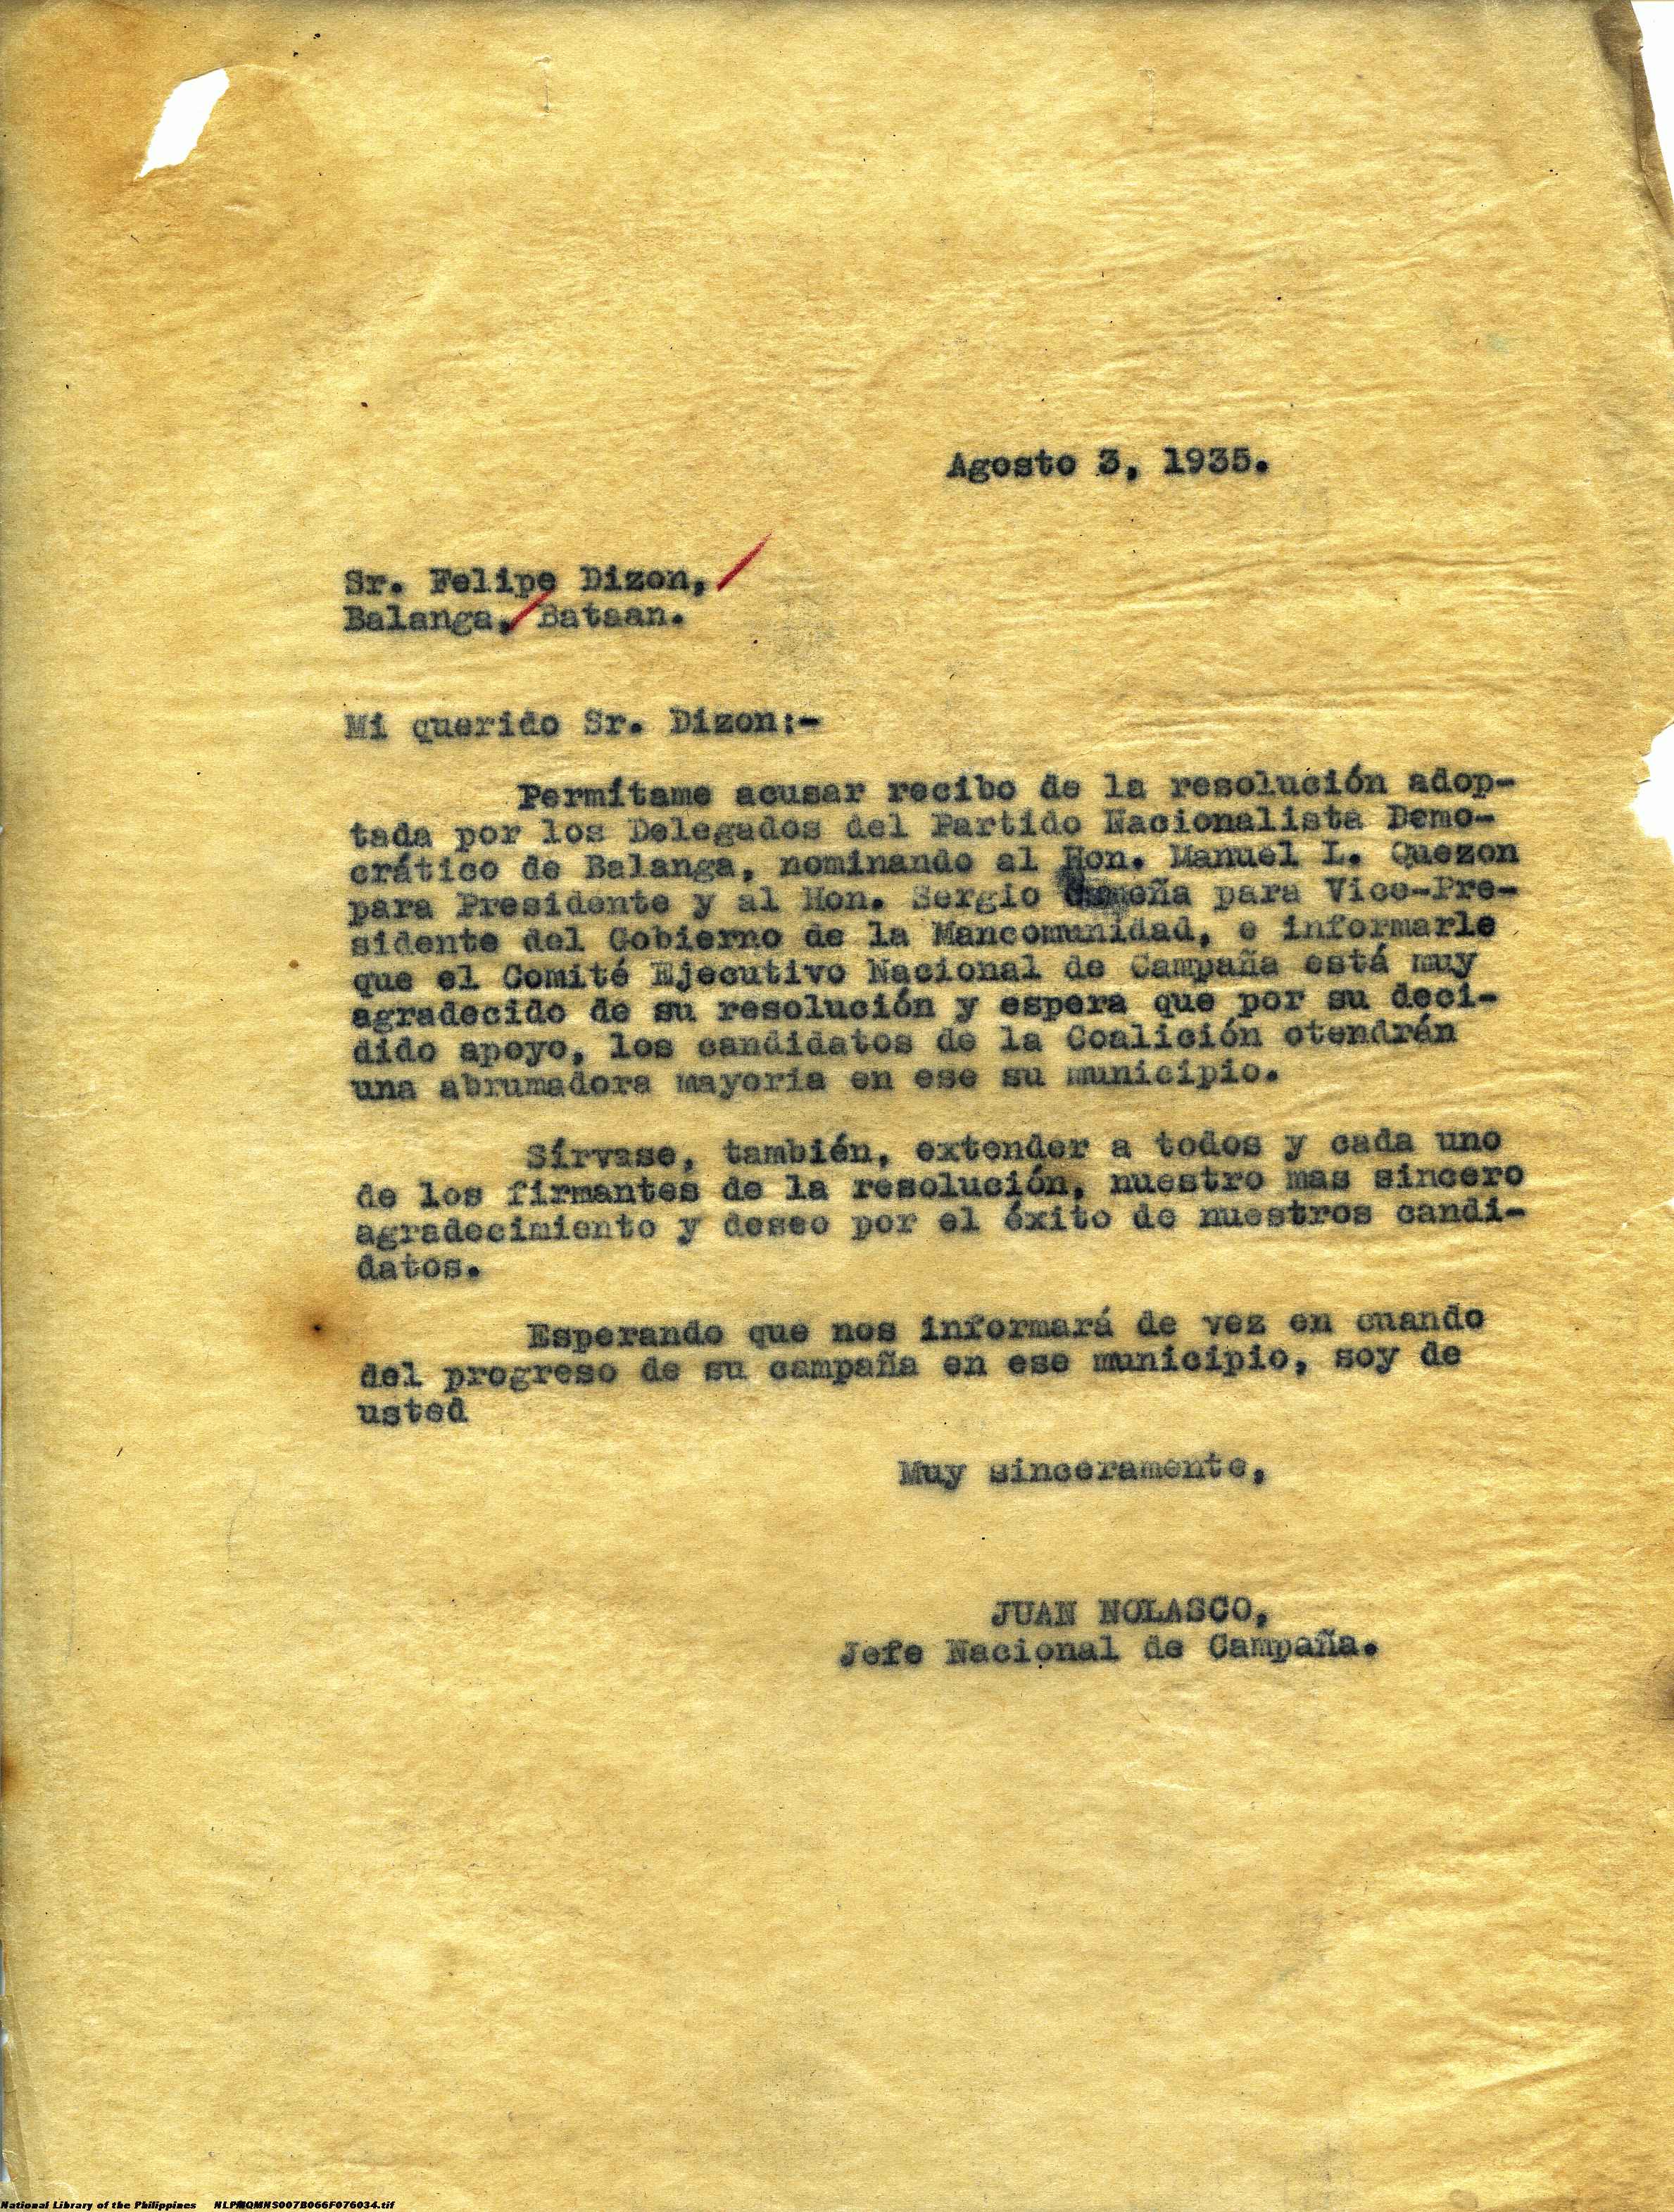 Agosto 3, 1935.
Sr. Felipe Dizon,
Balanga, Bataan.
Mi querido Sr. Dizon:-
Permítame acusar recibo de la resolución adop-
tada por los Delegados del Partido Nacionalista Demo-
crático de Balanga, nominando al Hon. Manuel L. Quezon
para Presidente y al Hon. Sergio Osmeña para Vice-Pre-
sidente del Gobierno de la Mancomunidad, e informarle
que el Comité Ejecutivo Nacional de Campaña está muy
agradecido de su resolución y espera que por su deci-
dido apoyo, los candidatos de la Coalición otendrán
una abrumadora mayoria en ese su municipio.
Sírvase, también, extender a todos y cada uno
de los firmantes de la resolución, nuestro mas sincero
agradecimiento y deseo por el éxito de nuestros candi-
datos.
Esperando que nos informará de vez en cuando
del progreso de su campaña en ese municipio, soy de
usted
Muy sinceramente,
JUAN NOLASCO,
Jefe Nacional de Campaña.
National Library of the Philippines NLPMQMNS007B066F076034.tif